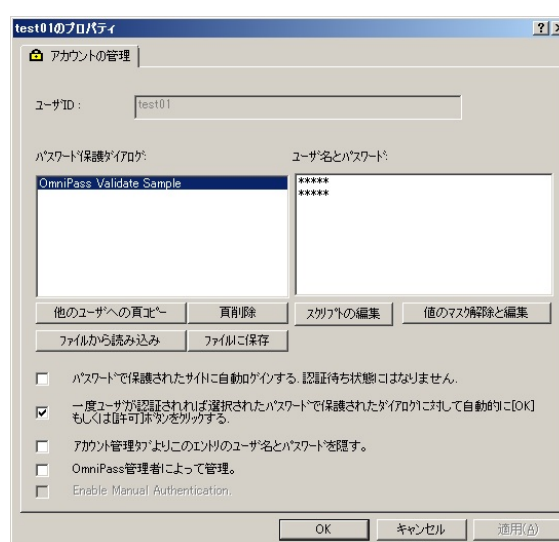 test01のプロパティ
アカウントの管理
ユーザID :
test01
パスワード保護ダイアログ:
ユーザ名とパスワード:
OmniPass Validate Sample
*****
*****
他のユーザへの頁コピー
頁削除
スクリプトの編集
値のマスク解除と編集
ファイルから読み込み
ファイルに保存
パスワードで保護されたサイトに自動ログインする. 認証待ち状態にはなりません.
一度ユーザが認証されれば選択されたパスワードで保護されたダイアログに対して自動的に[OK]
もしくは[許可]ボタンをクリックする.
アカウント管理タブよりこのエントリのユーザ名とパスワードを隠す。
OmniPass管理者によって管理。
Enable Manual Authentication.
OK
キャンセル
適用(A)